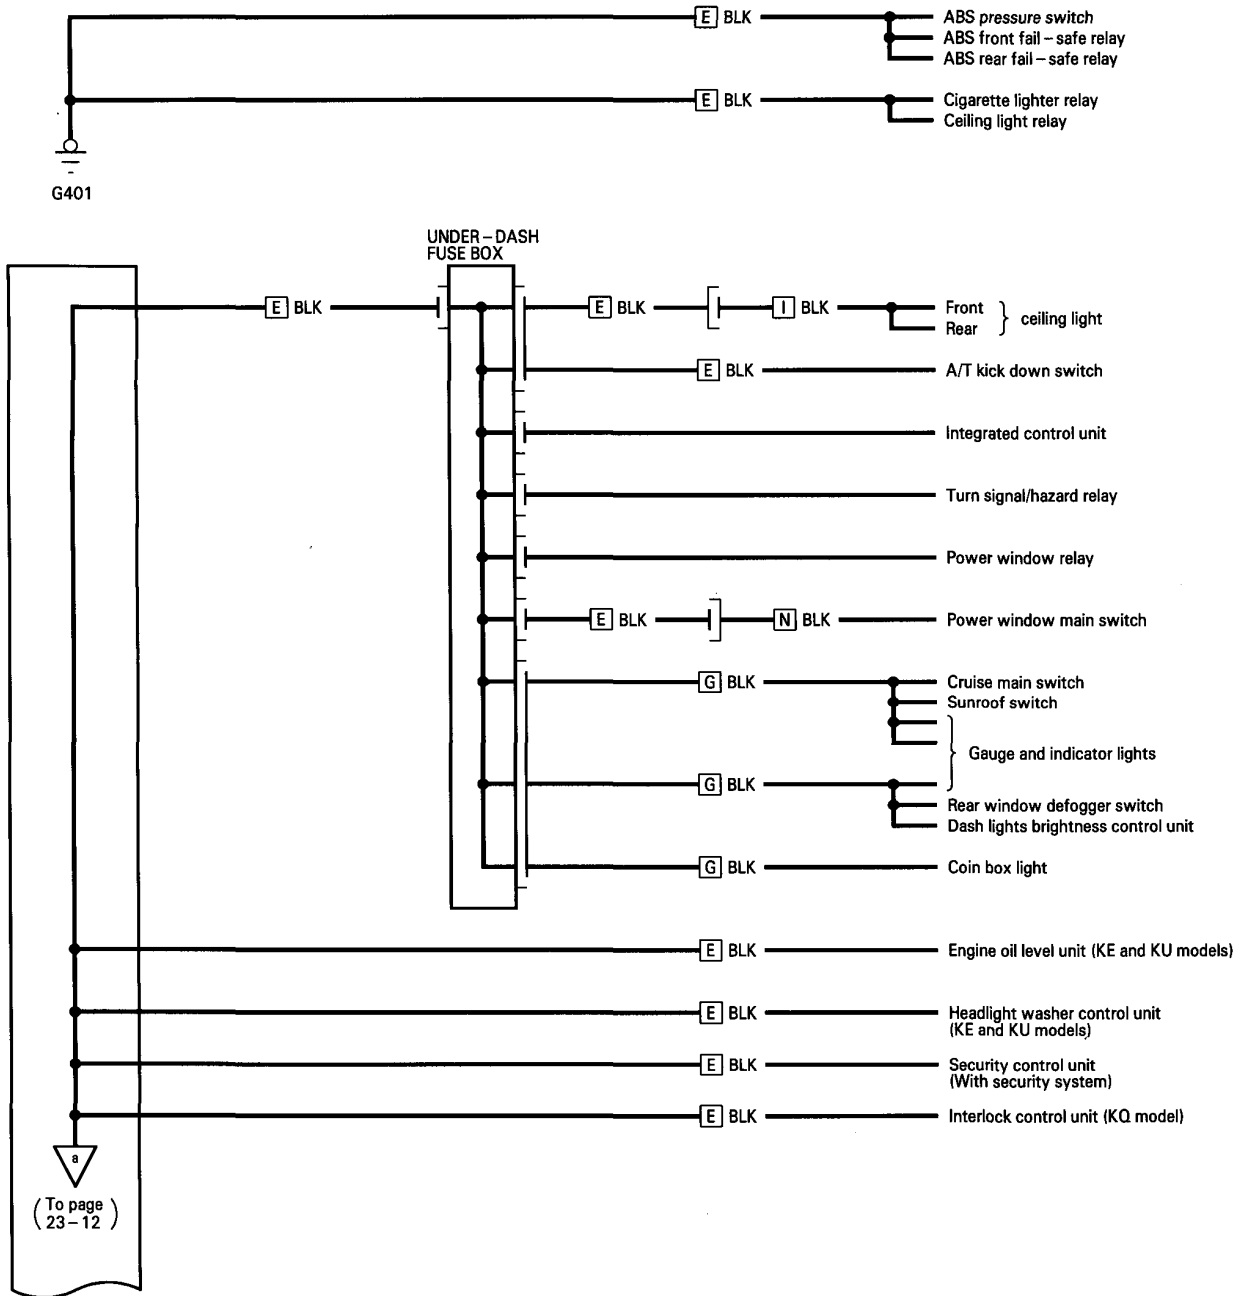 E BLK ABS pressure switch
ABS front fail – safe relay
ABS rear fail – safe relay
E BLK Cigarette lighter relay
Ceiling light relay
G401
UNDER – DASH
FUSE BOX
E BLK E BLK I BLK Front
Rear
ceiling light
E BLK A/T kick down switch
Integrated control unit
Turn signal/hazard relay
Power window relay
E BLK N BLK Power window main switch
G BLK Cruise main switch
Sunroof switch
Gauge and indicator lights
G BLK
Rear window defogger switch
Dash lights brightness control unit
G BLK Coin box light
E BLK Engine oil level unit (KE and KU models)
E BLK Headlight washer control unit
(KE and KU models)
E BLK Security control unit
(With security system)
E BLK Interlock control unit (KQ model)
a
(To page
23 – 12)